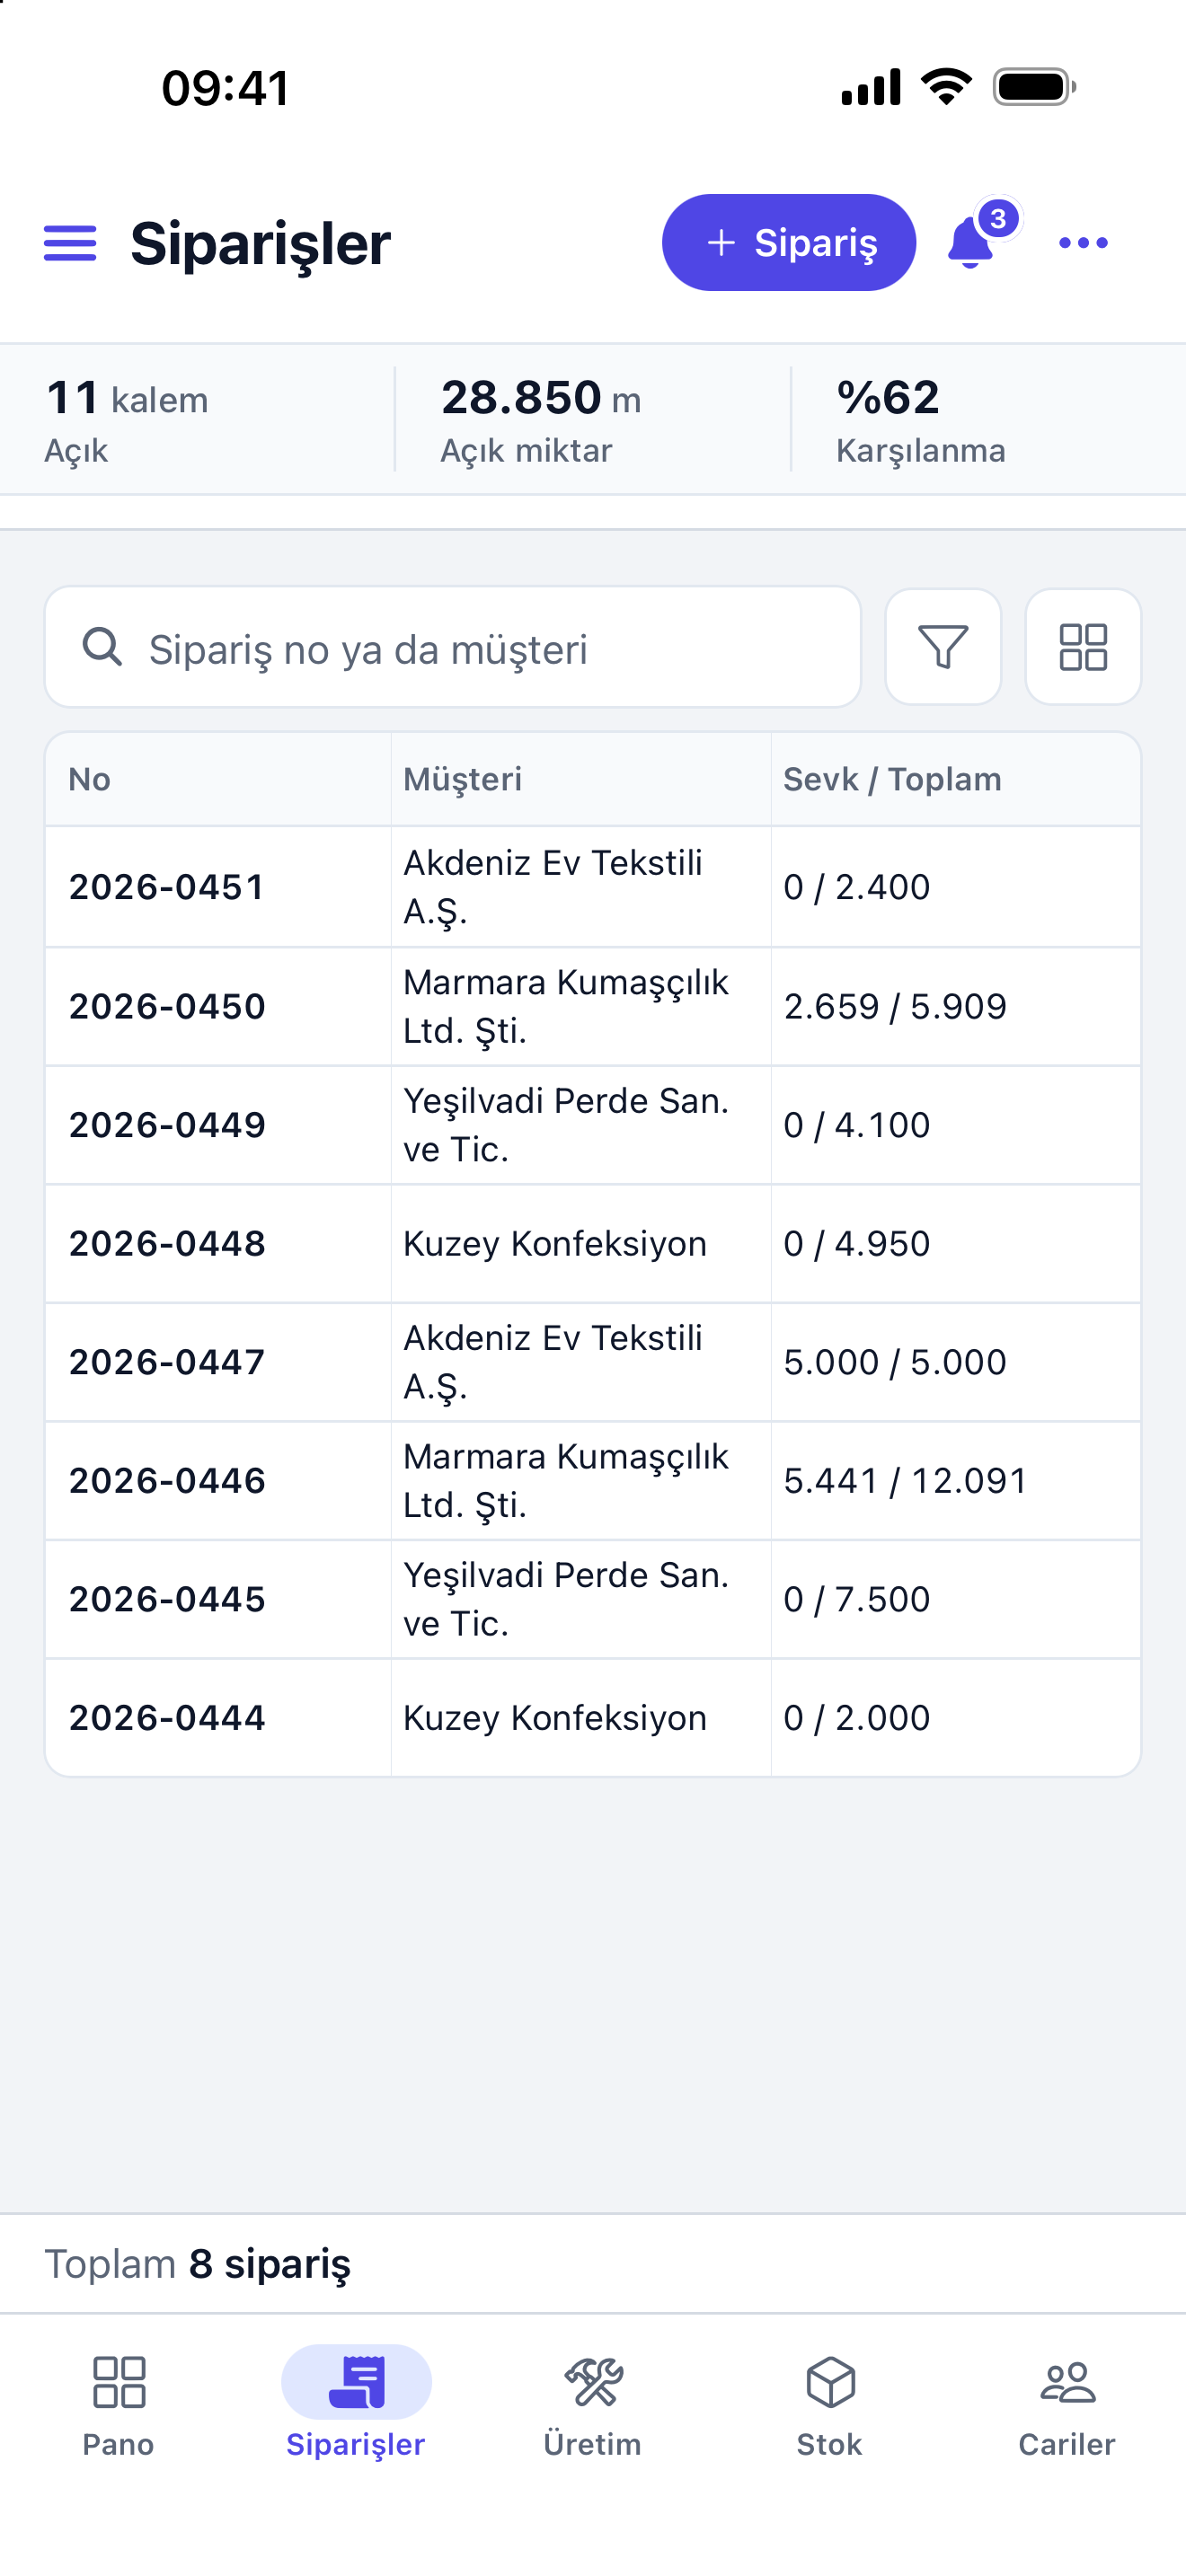 09:41
Siparişler
+ Sipariş
3
11 kalem
Açık
28.850 m
Açık miktar
%62
Karşılanma
Sipariş no ya da müşteri
No Müşteri Sevk / Toplam
2026-0451 Akdeniz Ev Tekstili A.Ş. 0 / 2.400
2026-0450 Marmara Kumaşçılık Ltd. Şti. 2.659 / 5.909
2026-0449 Yeşilvadi Perde San. ve Tic. 0 / 4.100
2026-0448 Kuzey Konfeksiyon 0 / 4.950
2026-0447 Akdeniz Ev Tekstili A.Ş. 5.000 / 5.000
2026-0446 Marmara Kumaşçılık Ltd. Şti. 5.441 / 12.091
2026-0445 Yeşilvadi Perde San. ve Tic. 0 / 7.500
2026-0444 Kuzey Konfeksiyon 0 / 2.000
Toplam 8 sipariş
Pano Siparişler Üretim Stok Cariler